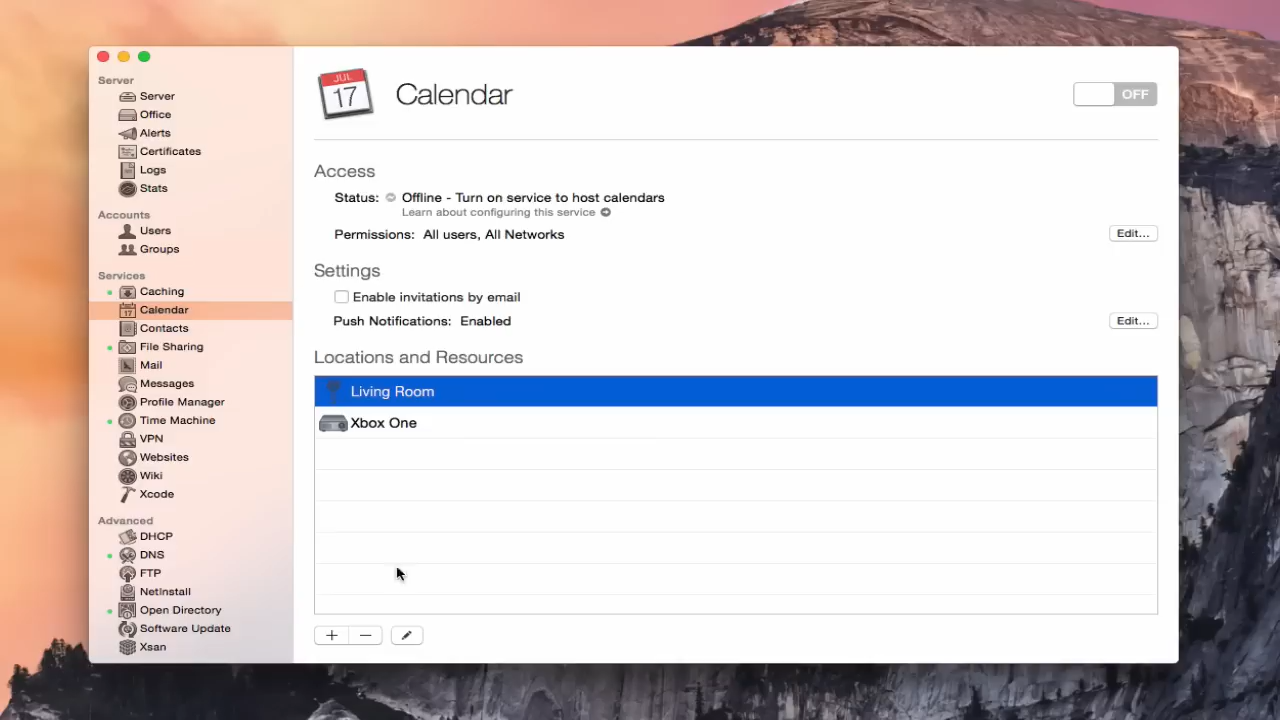 Server
Server
Office
Alerts
Certificates
Logs
Stats
Accounts
Users
Groups
Services
Caching
Calendar
Contacts
File Sharing
Mail
Messages
Profile Manager
Time Machine
VPN
Websites
Wiki
Xcode
Advanced
DHCP
DNS
FTP
NetInstall
Open Directory
Software Update
Xsan
JUL
17
Calendar
OFF
Access
Status: Offline - Turn on service to host calendars
Learn about configuring this service
Permissions: All users, All Networks
Edit...
Settings
Enable invitations by email
Push Notifications: Enabled
Edit...
Locations and Resources
Living Room
Xbox One